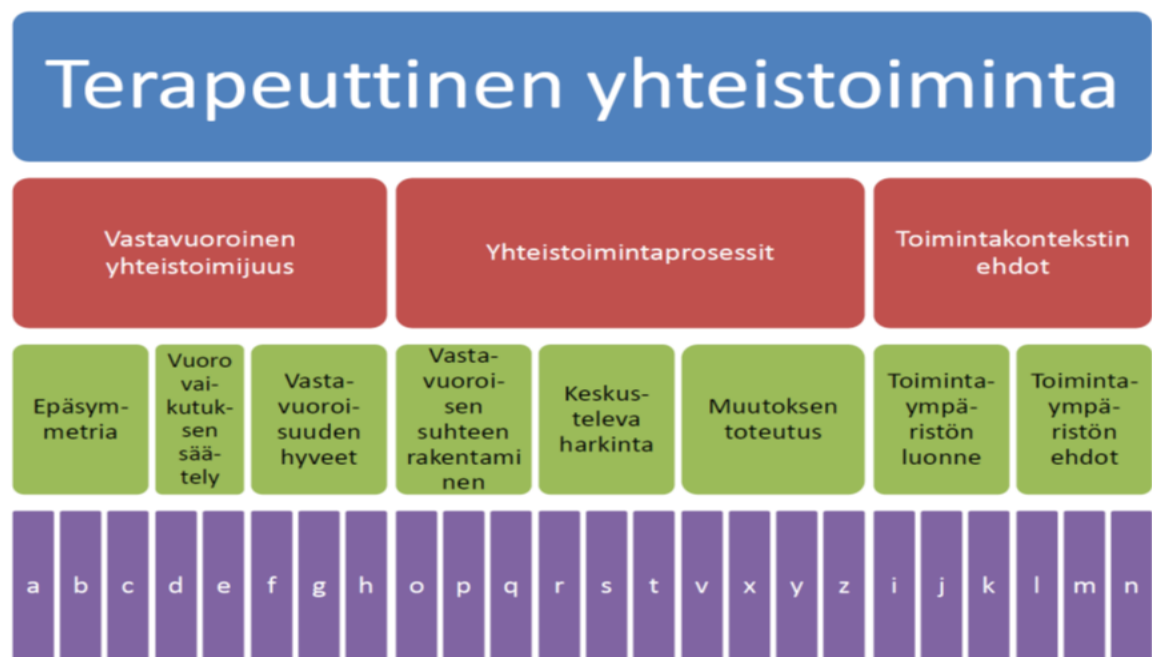 Terapeuttinen yhteistoiminta
Vastavuoroinen
yhteistoimijuus
Yhteistoimintaprosessit
Toimintakontekstin
ehdot
Epäsym-
metria
Vuoro
vai-
kutuk-
sen
sää-
tely
Vasta-
vuoroi-
suuden
hyveet
Vasta-
vuoroi-
sen
suhteen
rakentami
nen
Keskus-
televa
harkinta
Muutoksen
toteutus
Toiminta-
ympä-
ristön
luonne
Toiminta-
ympä-
ristön
ehdot
a b c d e f g h o p q r s t v x y z i j k l m n